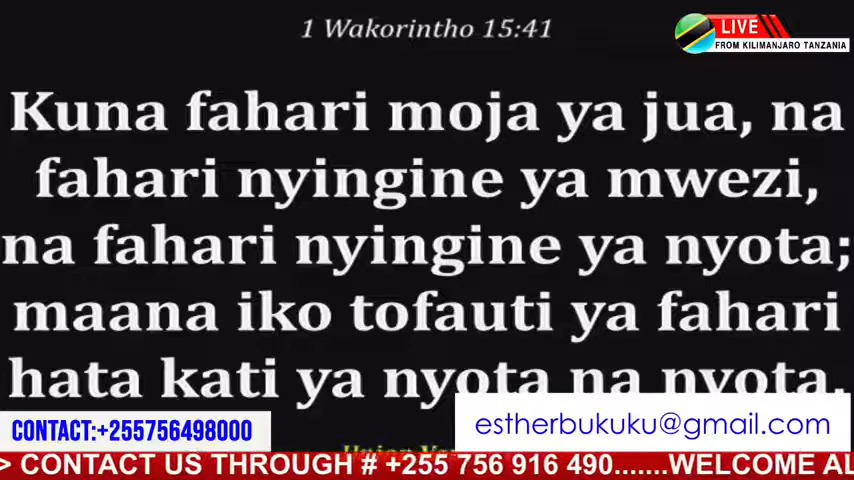 1 Wakorintho 15:41
LIVE
FROM KILIMANJARO TANZANIA
Kuna fahari moja ya jua, na
fahari nyingine ya mwezi,
na fahari nyingine ya nyota;
maana iko tofauti ya fahari
hata kati ya nyota na nyota.
CONTACT:+255756498000
estherbukuku@gmail.com
> CONTACT US THROUGH # +255 756 916 490.......WELCOME AL